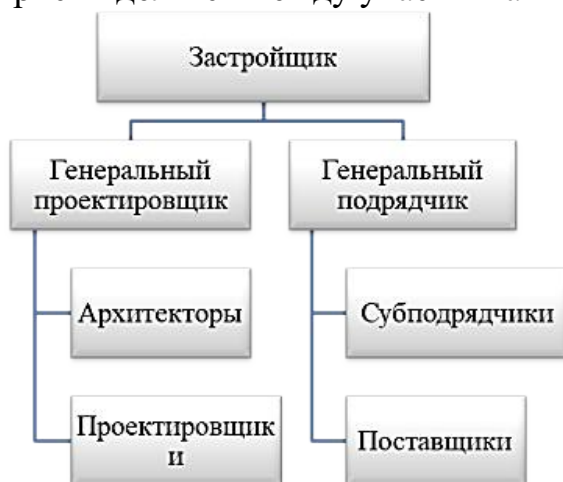 Застройщик
Генеральный
проектировщик
Генеральный
подрядчик
Архитекторы
Субподрядчики
Проектировщик
и
Поставщики